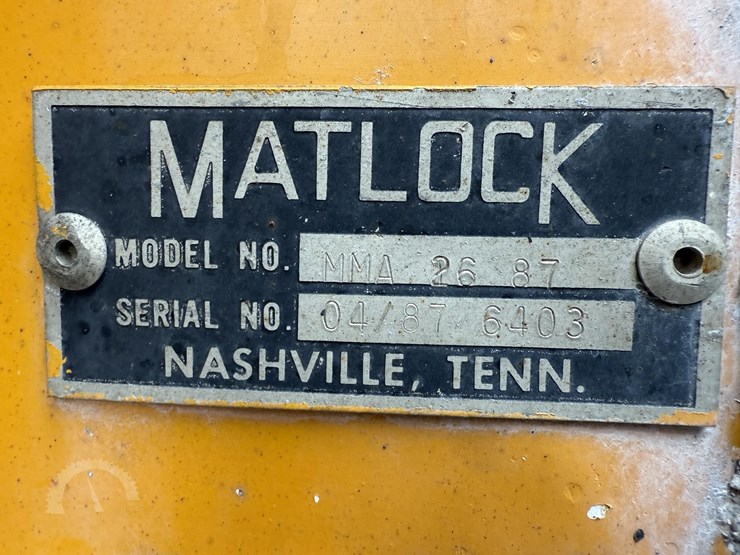 MATLOCK
MODEL NO. MMA 26 87
SERIAL NO. 04/87 6403
NASHVILLE, TENN.